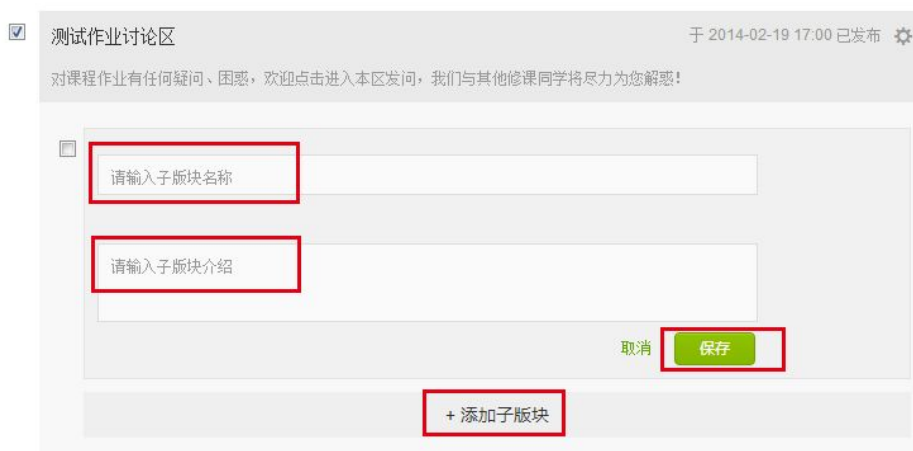 测试作业讨论区
于 2014-02-19 17:00 已发布
对课程作业有任何疑问、困惑，欢迎点击进入本区发问，我们与其他修课同学将尽力为您解惑！
请输入子版块名称
请输入子版块介绍
取消 保存
+ 添加子版块